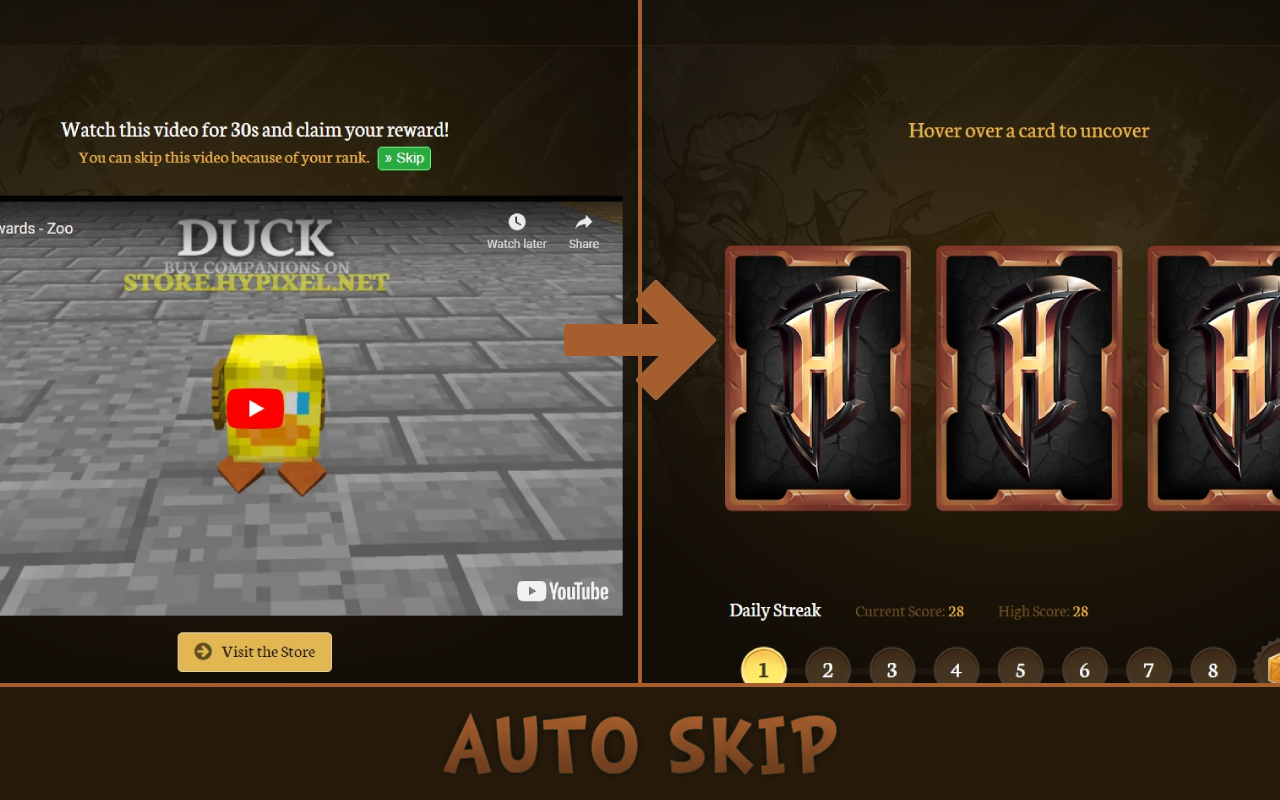 Watch this video for 30s and claim your reward!
You can skip this video because of your rank. » Skip
wards - Zoo
DUCK
Watch later
Share
BUY COMPANIONS ON
STORE.HYPIXEL.NET
YouTube
Visit the Store
Hover over a card to uncover
H
H
H
Daily Streak Current Score: 28 High Score: 28
1 2 3 4 5 6 7 8
AUTO SKIP